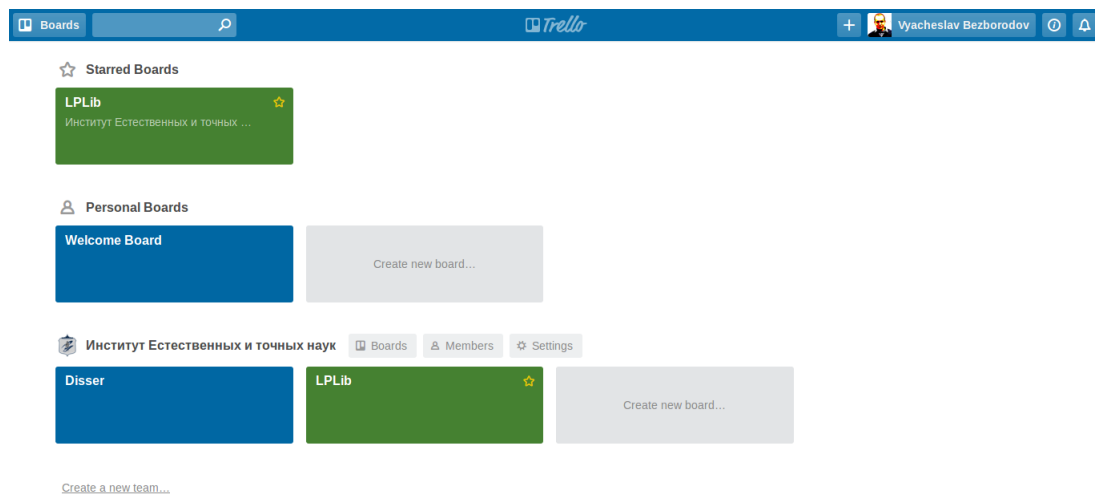 Boards
Trello
Vyacheslav Bezborodov
Starred Boards
LPLib
Институт Естественных и точных ...
Personal Boards
Welcome Board
Create new board...
Институт Естественных и точных наук
Boards
Members
Settings
Disser
LPLib
Create new board...
Create a new team...